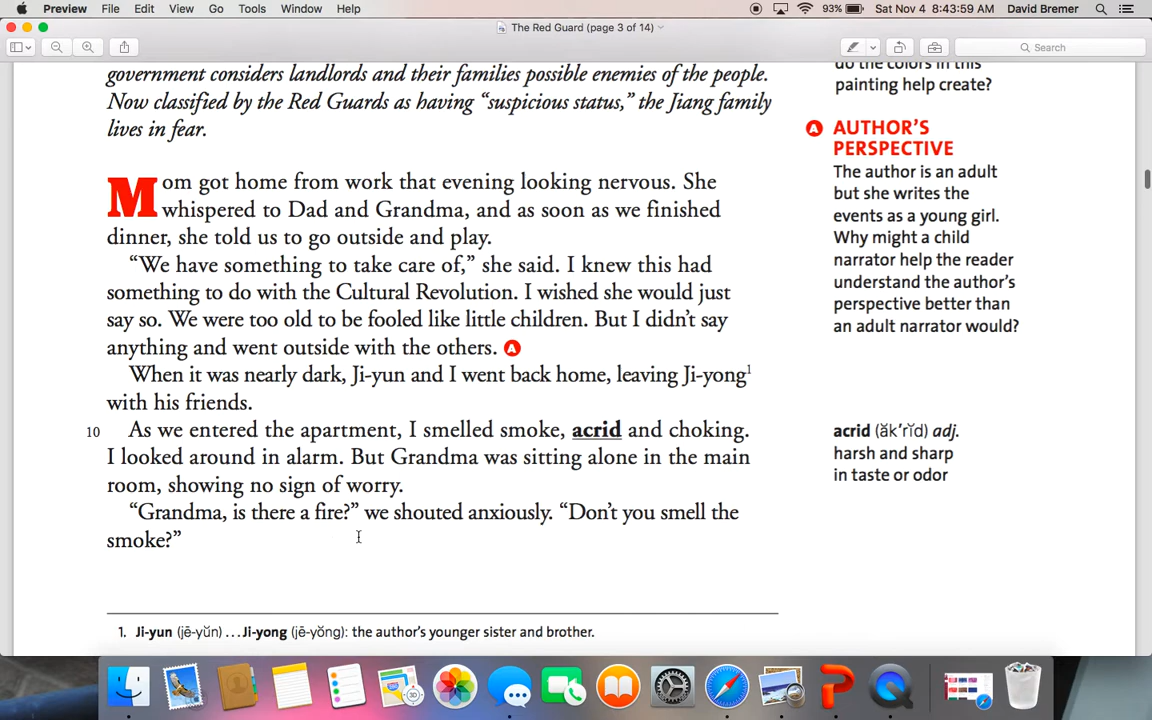 Preview File Edit View Go Tools Window Help 93% Sat Nov 4 8:43:59 AM David Bremer
The Red Guard (page 3 of 14)
Search
government considers landlords and their families possible enemies of the people.
Now classified by the Red Guards as having “suspicious status,” the Jiang family
lives in fear.
Mom got home from work that evening looking nervous. She
whispered to Dad and Grandma, and as soon as we finished
dinner, she told us to go outside and play.
“We have something to take care of,” she said. I knew this had
something to do with the Cultural Revolution. I wished she would just
say so. We were too old to be fooled like little children. But I didn’t say
anything and went outside with the others. A
When it was nearly dark, Ji-yun and I went back home, leaving Ji-yong1
with his friends.
10 As we entered the apartment, I smelled smoke, acrid and choking.
I looked around in alarm. But Grandma was sitting alone in the main
room, showing no sign of worry.
“Grandma, is there a fire?” we shouted anxiously. “Don’t you smell the
smoke?”
1. Ji-yun (jē-yŭn) . . . Ji-yong (jē-yŏng): the author’s younger sister and brother.
do the colors in this
painting help create?
A AUTHOR’S
PERSPECTIVE
The author is an adult
but she writes the
events as a young girl.
Why might a child
narrator help the reader
understand the author’s
perspective better than
an adult narrator would?
acrid (ăk’rĭd) adj.
harsh and sharp
in taste or odor
3D